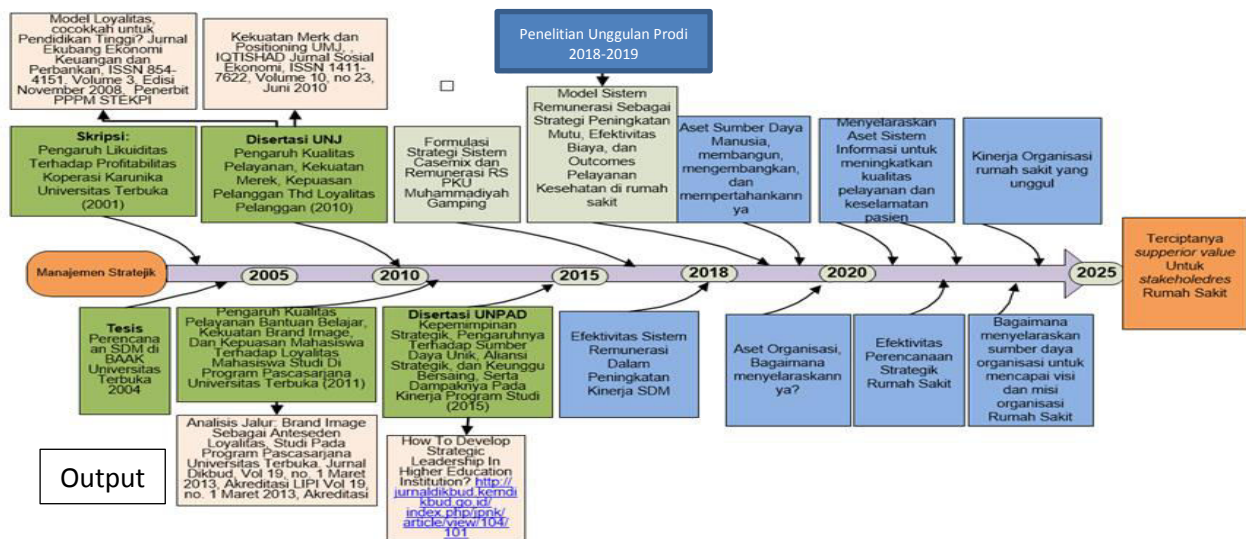 Model Loyalitas,
cocokkah untuk
Pendidikan Tinggi? Jurnal
Ekubang Ekonomi
Keuangan dan
Perbankan, ISSN 854-
4151. Volume 3, Edisi
November 2008, Penerbit
PPPM STEKPI
Kekuatan Merk dan
Positioning UMJ, ,
IQTISHAD Jurnal Sosial
Ekonomi, ISSN 1411-
7622, Volume 10, no 23,
Juni 2010
Penelitian Unggulan Prodi
2018-2019
Skripsi:
Pengaruh Likuiditas
Terhadap Profitabilitas
Koperasi Karunika
Universitas Terbuka
(2001)
Disertasi UNJ
Pengaruh Kualitas
Pelayanan, Kekuatan
Merek, Kepuasan
Pelanggan Thd Loyalitas
Pelanggan (2010)
Formulasi
Strategi Sistem
Casemix dan
Remunerasi RS
PKU
Muhammadiyah
Gamping
Model Sistem
Remunerasi Sebagai
Strategi Peningkatan
Mutu, Efektivitas
Biaya, dan
Outcomes
Pelayanan
Kesehatan di rumah
sakit
Aset Sumber Daya
Manusia,
membangun,
mengembangkan,
dan
mempertahankann
ya
Menyelaraskan
Aset Sistem
Informasi untuk
meningkatkan
kualitas
pelayanan dan
keselamatan
pasien
Kinerja Organisasi
rumah sakit yang
unggul
Manajemen Stratejik
2005
2010
2015
2018
2020
2025
Terciptanya
supperior value
Untuk
stakeholedres
Rumah Sakit
Tesis
Perencana
an SDM di
BAAK
Universitas
Terbuka
2004
Pengaruh Kualitas
Pelayanan Bantuan Belajar,
Kekuatan Brand Image,
Dan Kepuasan Mahasiswa
Terhadap Loyalitas
Mahasiswa Studi Di
Program Pascasarjana
Universitas Terbuka (2011)
Disertasi UNPAD
Kepemimpinan
Strategik, Pengaruhnya
Terhadap Sumber
Daya Unik, Aliansi
Strategik, dan Keunggu
Bersaing, Serta
Dampaknya Pada
Kinerja Program Studi
(2015)
Efektivitas Sistem
Remunerasi
Dalam
Peningkatan
Kinerja SDM
Aset Organisasi,
Bagaimana
menyelaraskann
ya?
Efektivitas
Perencanaan
Strategik
Rumah Sakit
Bagaimana
menyelaraskan
sumber daya
organisasi untuk
mencapai visi
dan misi
organisasi
Rumah Sakit
Output
Analisis Jalur: Brand Image
Sebagai Anteseden
Loyalitas, Studi Pada
Program Pascasarjana
Universitas Terbuka. Jurnal
Dikbud, Vol 19, no. 1 Maret
2013, Akreditasi LIPI Vol 19,
no. 1 Maret 2013, Akreditasi
How To Develop
Strategic
Leadership In
Higher Education
Institution? http://
jurnaldikbud.kemdi
kbud.go.id/
index.php/jpnk/
article/view/104/
101